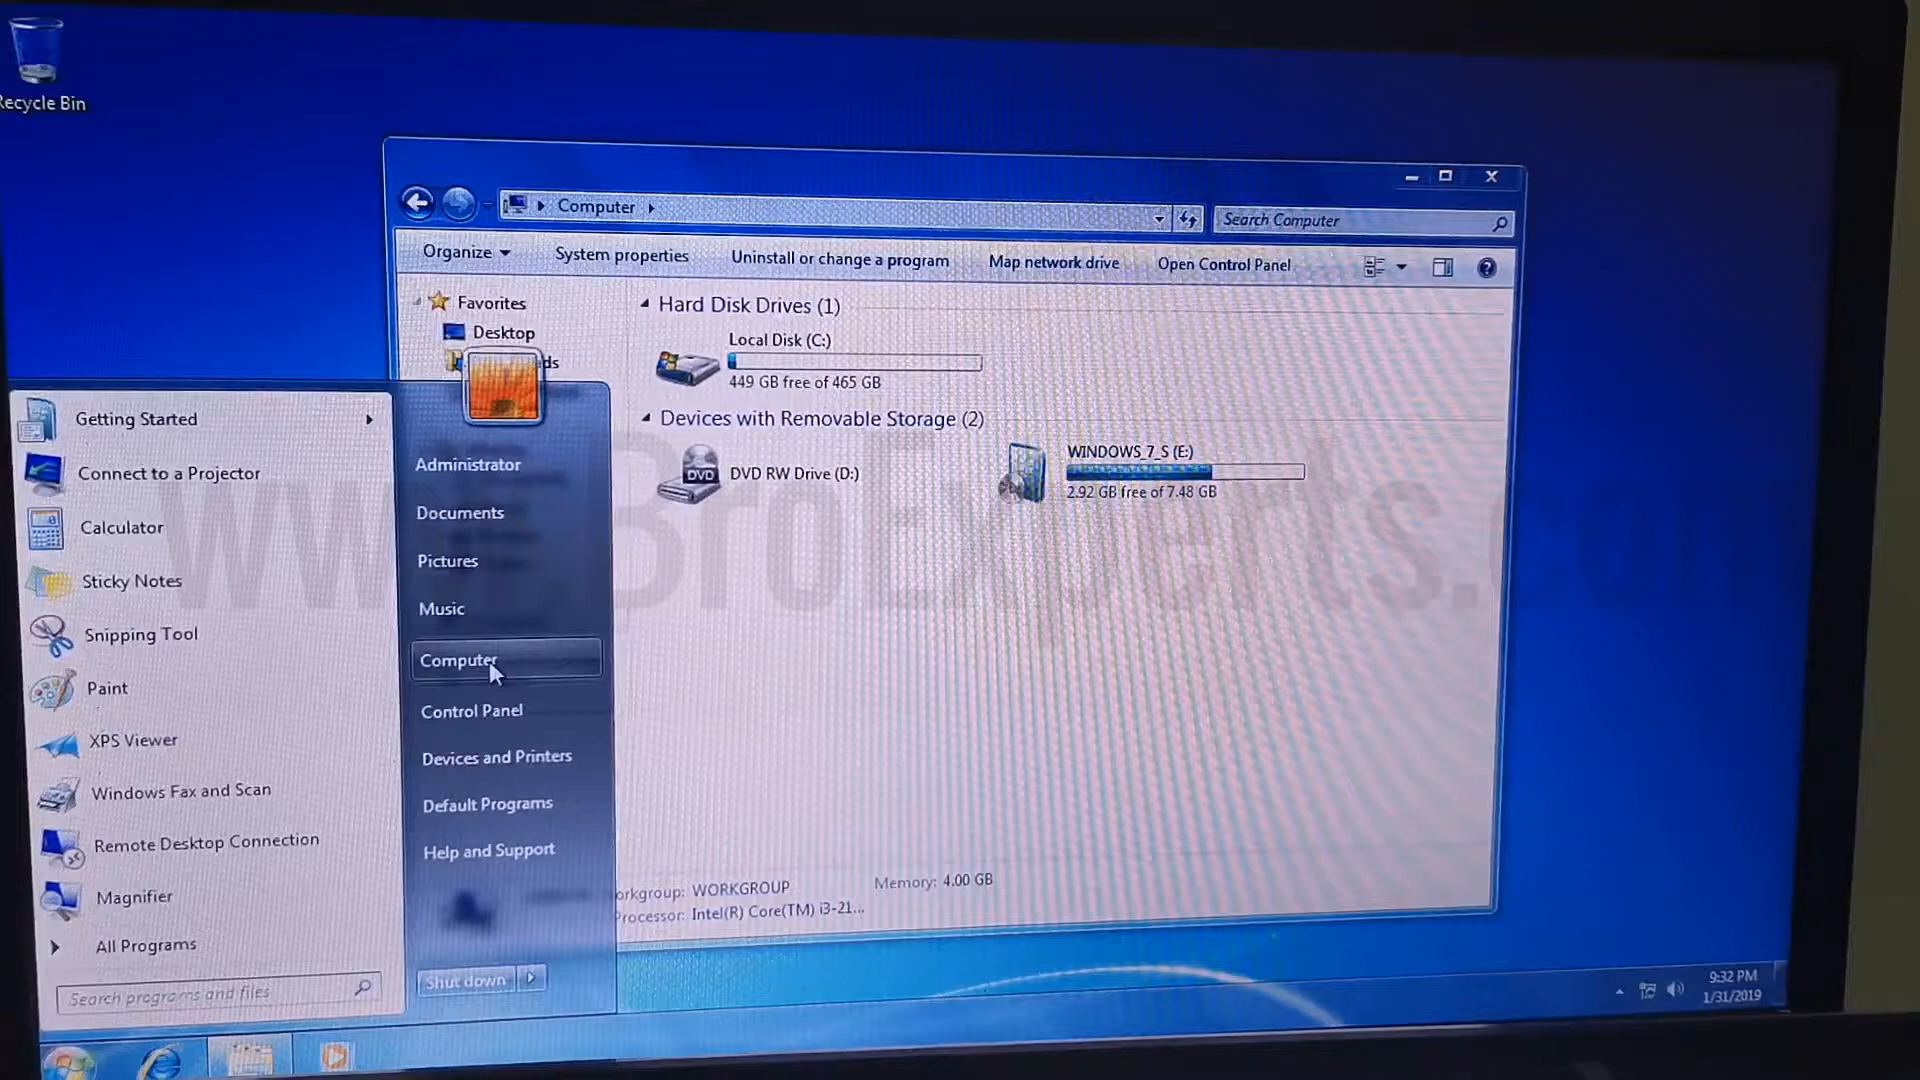 Recycle Bin
Computer
Search Computer
Organize
System properties
Uninstall or change a program
Map network drive
Open Control Panel
Favorites
Desktop
Hard Disk Drives (1)
Local Disk (C:)
449 GB free of 465 GB
Devices with Removable Storage (2)
DVD
DVD RW Drive (D:)
WINDOWS_7_S (E:)
2.92 GB free of 7.48 GB
Getting Started
Connect to a Projector
Calculator
Sticky Notes
Snipping Tool
Paint
XPS Viewer
Windows Fax and Scan
Remote Desktop Connection
Magnifier
All Programs
Search programs and files
Administrator
Documents
Pictures
Music
Computer
Control Panel
Devices and Printers
Default Programs
Help and Support
Shut down
orkgroup: WORKGROUP
Memory: 4.00 GB
Processor: Intel(R) Core(TM) i3-21...
www.BroExperts.com
9:32 PM
1/31/2019